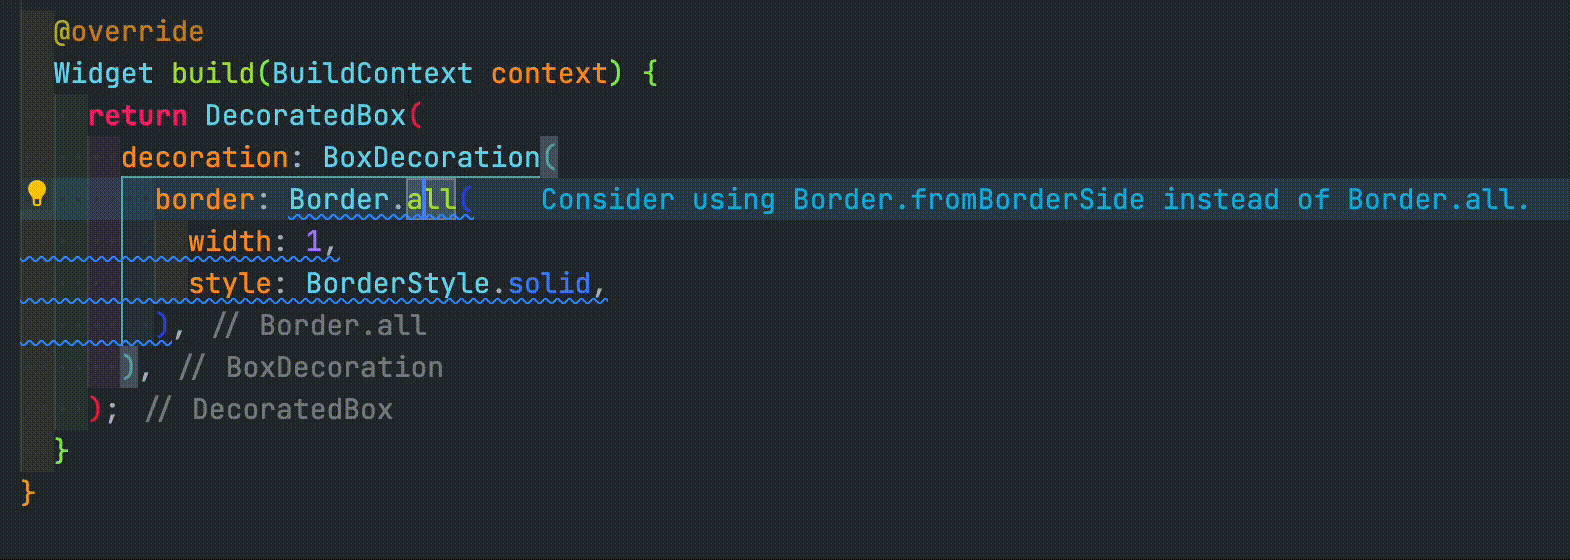 @override
Widget build(BuildContext context) {
return DecoratedBox(
decoration: BoxDecoration(
border: Border.all( Consider using Border.fromBorderSide instead of Border.all.
width: 1,
style: BorderStyle.solid,
), // Border.all
), // BoxDecoration
); // DecoratedBox
}
}